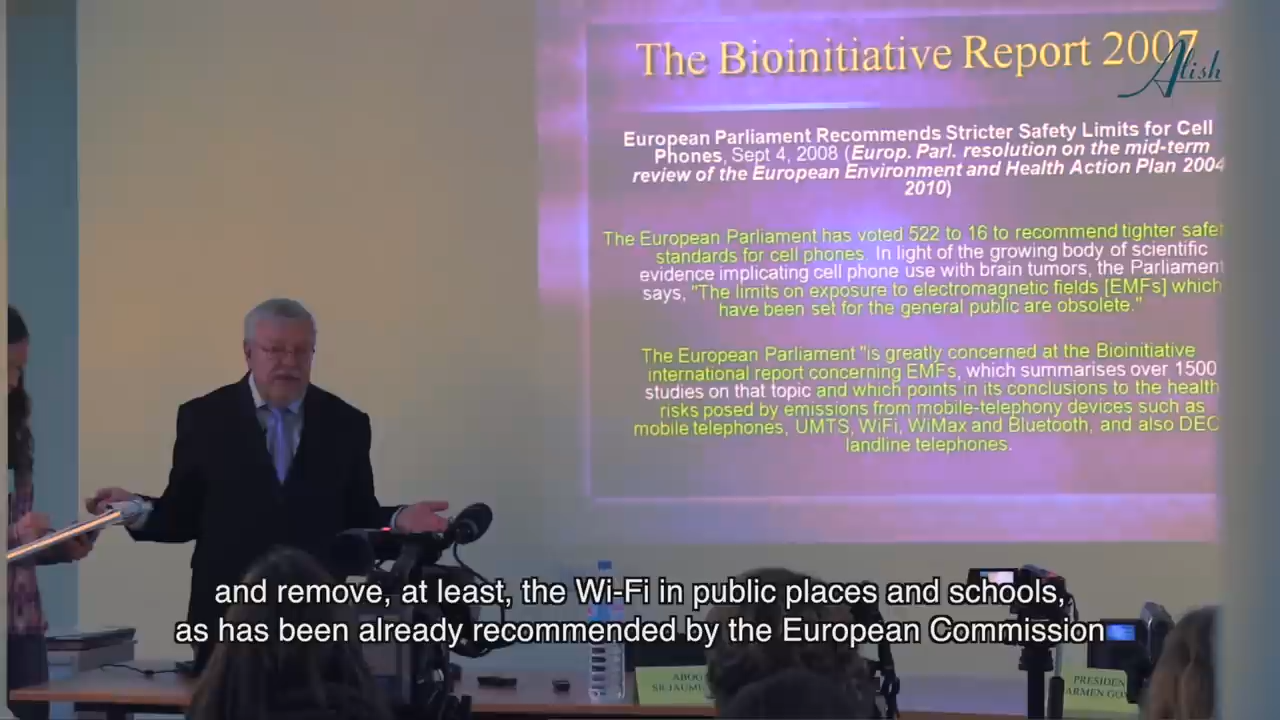 The Bioinitiative Report 2007
Alish
European Parliament Recommends Stricter Safety Limits for Cell
Phones, Sept 4, 2008 (Europ. Parl. resolution on the mid-term
review of the European Environment and Health Action Plan 2004
2010)
The European Parliament has voted 522 to 16 to recommend tighter safet
standards for cell phones. In light of the growing body of scientific
evidence implicating cell phone use with brain tumors, the Parliament
says, "The limits on exposure to electromagnetic fields [EMFs] which
have been set for the general public are obsolete."
The European Parliament "is greatly concerned at the Bioinitiative
international report concerning EMFs, which summarises over 1500
studies on that topic and which points in its conclusions to the health
risks posed by emissions from mobile-telephony devices such as
mobile telephones, UMTS, WiFi, WiMax and Bluetooth, and also DEC
landline telephones.
and remove, at least, the Wi-Fi in public places and schools,
as has been already recommended by the European Commission
ABOG
SR.JAUM
PRESIDEN
ARMEN GO